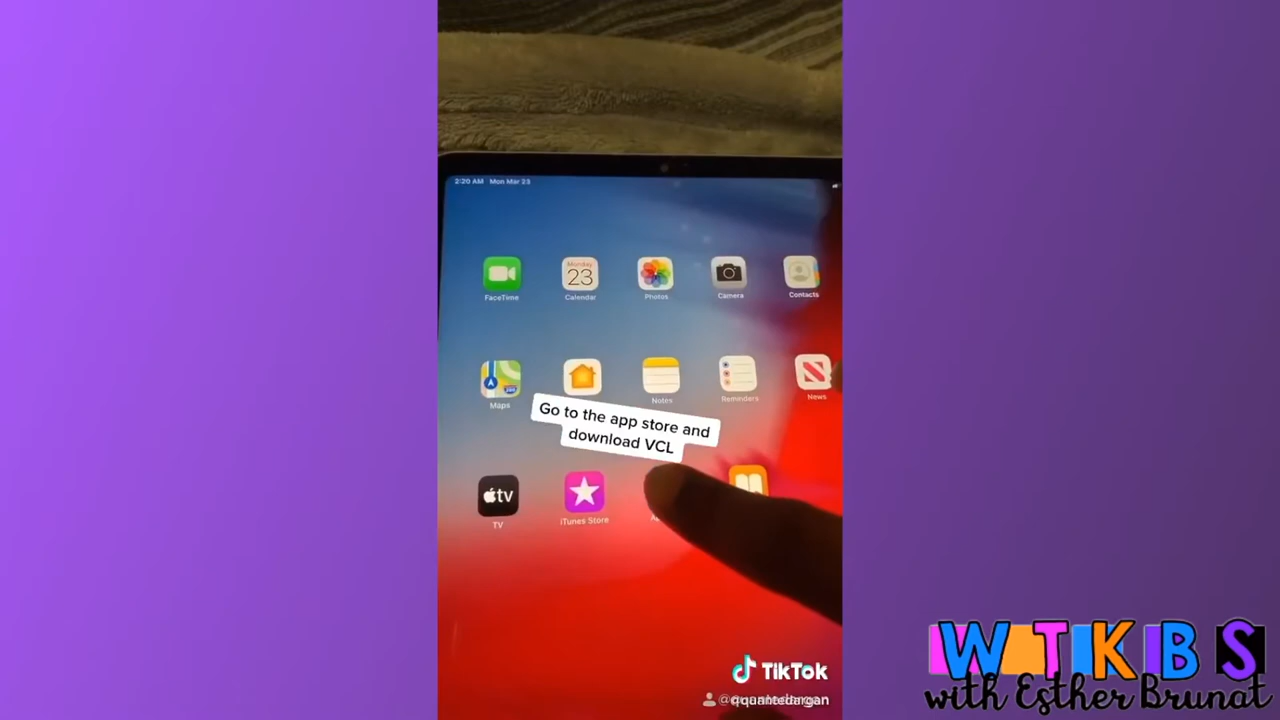 2:20 AM Mon Mar 23
Monday
23
FaceTime
Calendar
Photos
Camera
Contacts
Maps
Notes
Reminders
News
Go to the app store and
download VCL
tv
TV
iTunes Store
TikTok
WTKBS
with Esther Brunat